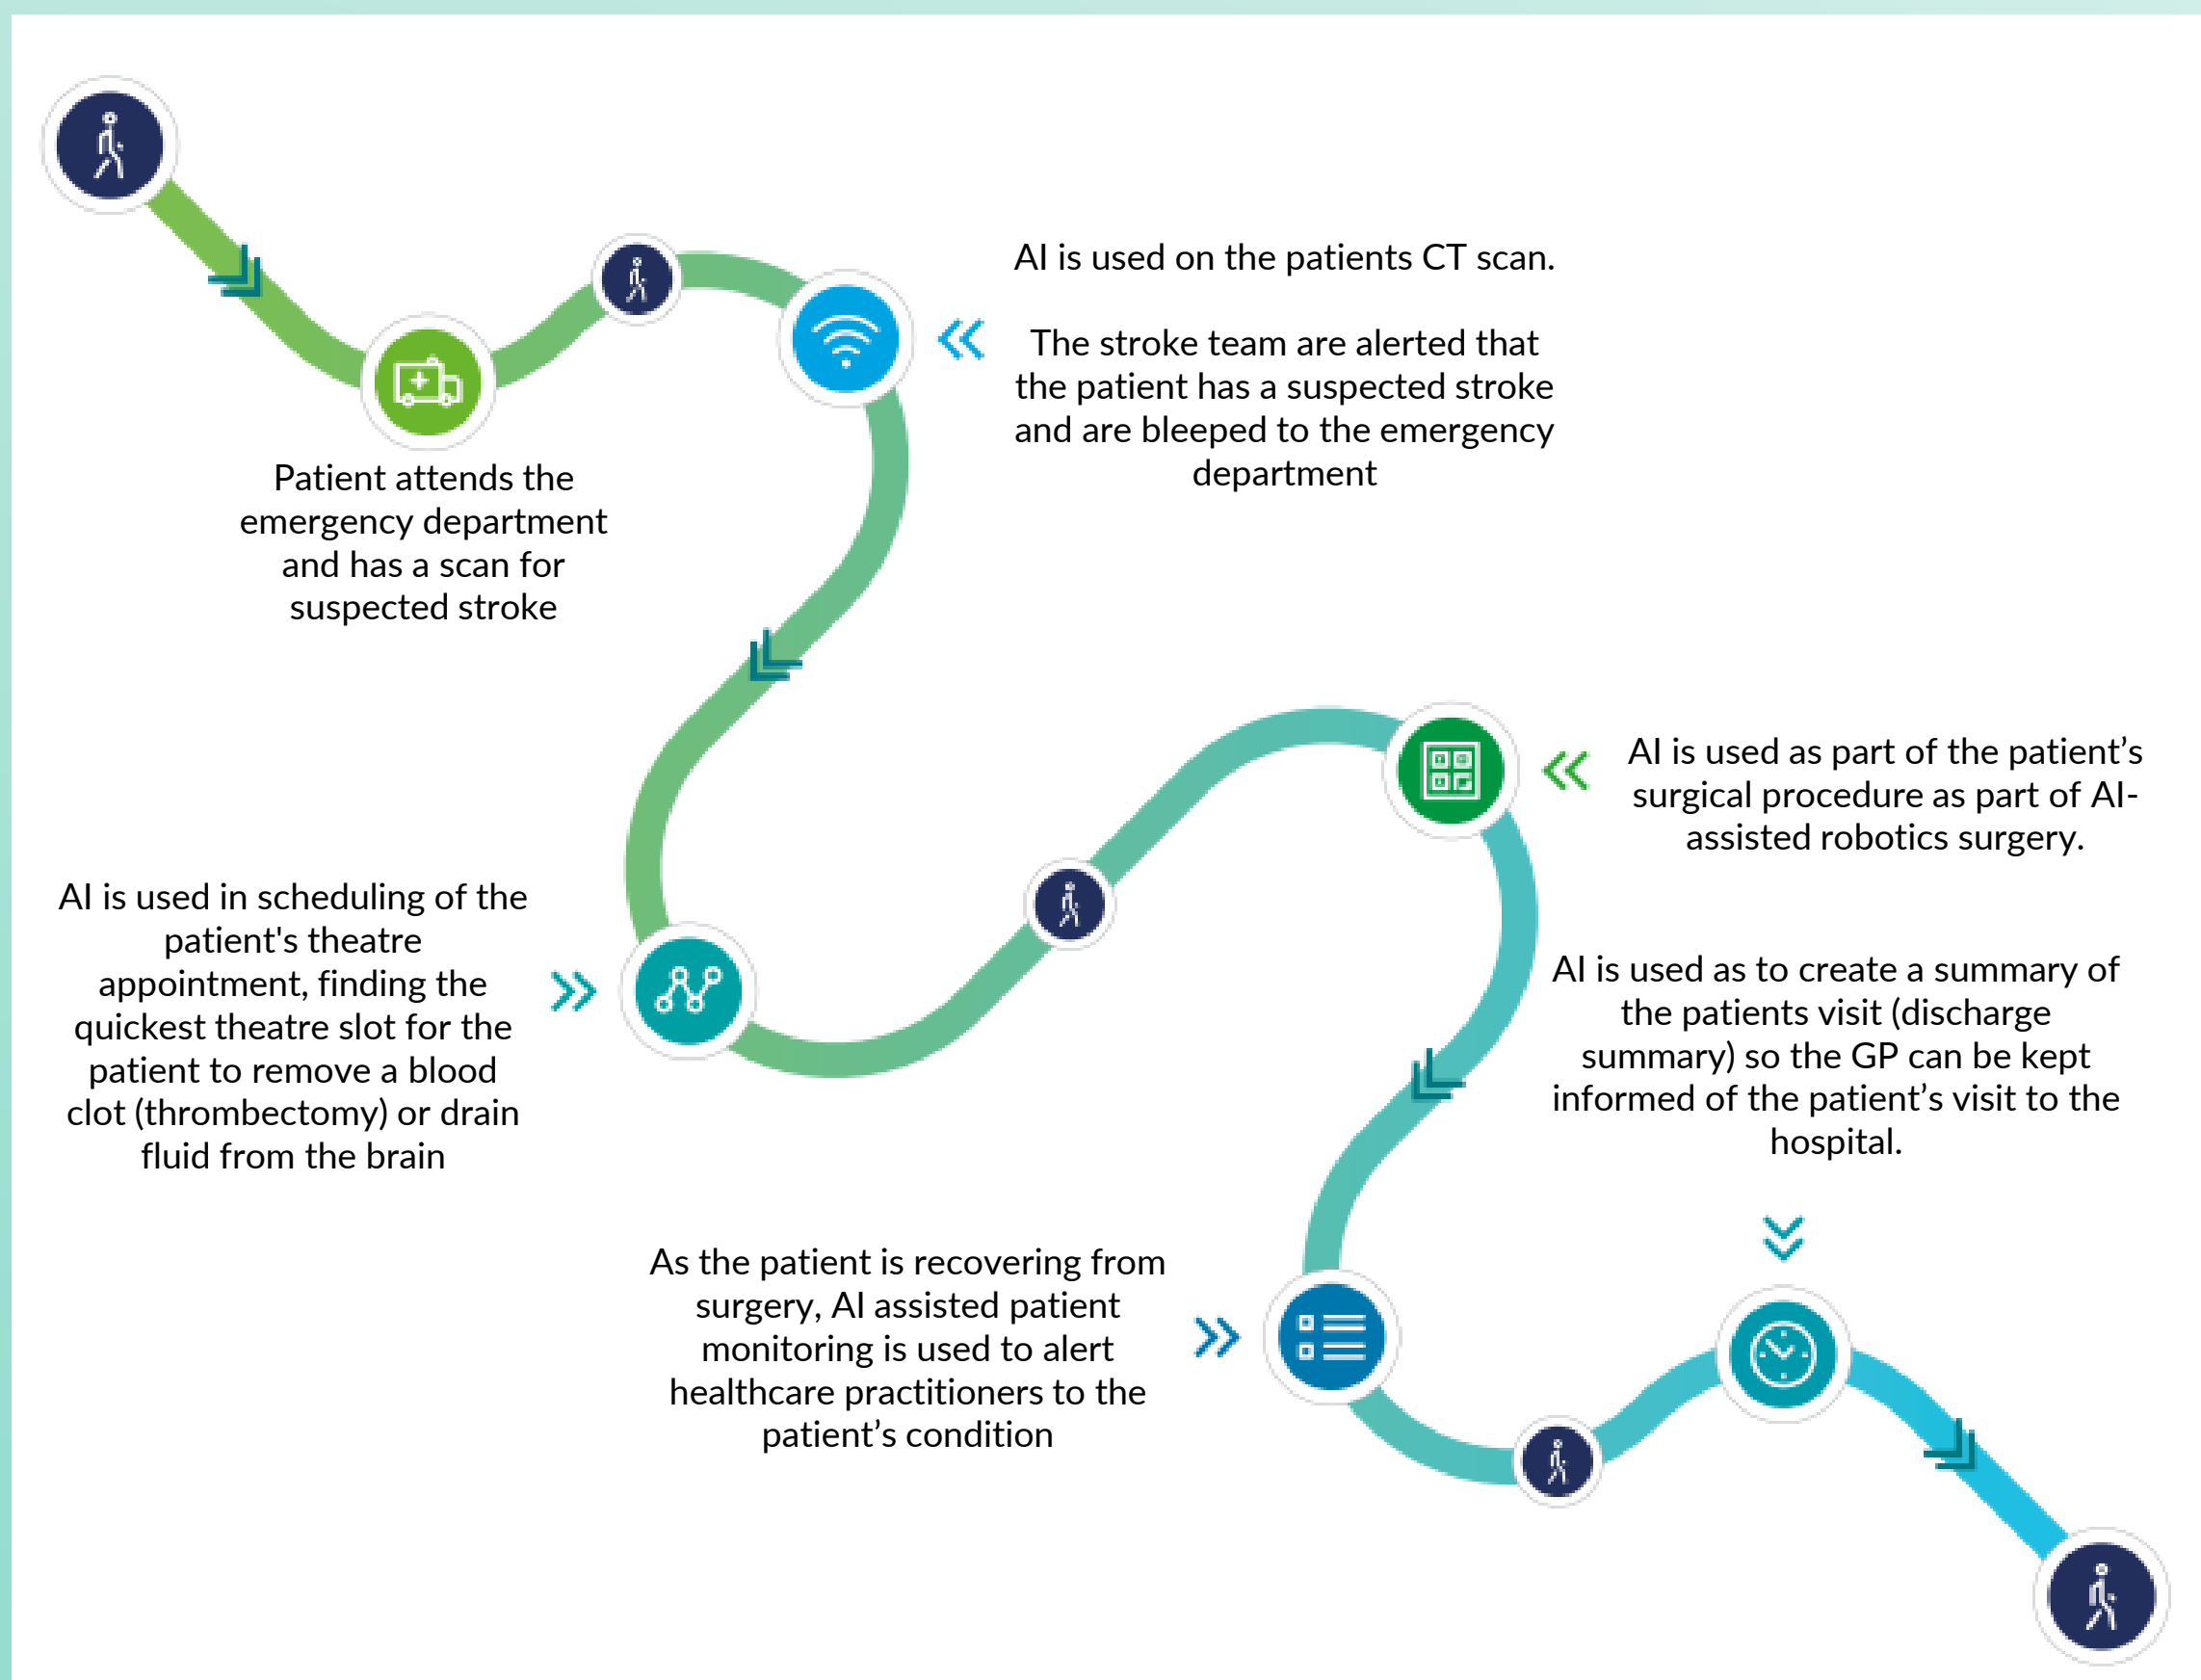 Patient attends the
emergency department
and has a scan for
suspected stroke
AI is used on the patients CT scan.
The stroke team are alerted that
the patient has a suspected stroke
and are bleeped to the emergency
department
AI is used in scheduling of the
patient's theatre
appointment, finding the
quickest theatre slot for the
patient to remove a blood
clot (thrombectomy) or drain
fluid from the brain
AI is used as part of the patient’s
surgical procedure as part of AI-
assisted robotics surgery.
As the patient is recovering from
surgery, AI assisted patient
monitoring is used to alert
healthcare practitioners to the
patient’s condition
AI is used as to create a summary of
the patients visit (discharge
summary) so the GP can be kept
informed of the patient’s visit to the
hospital.